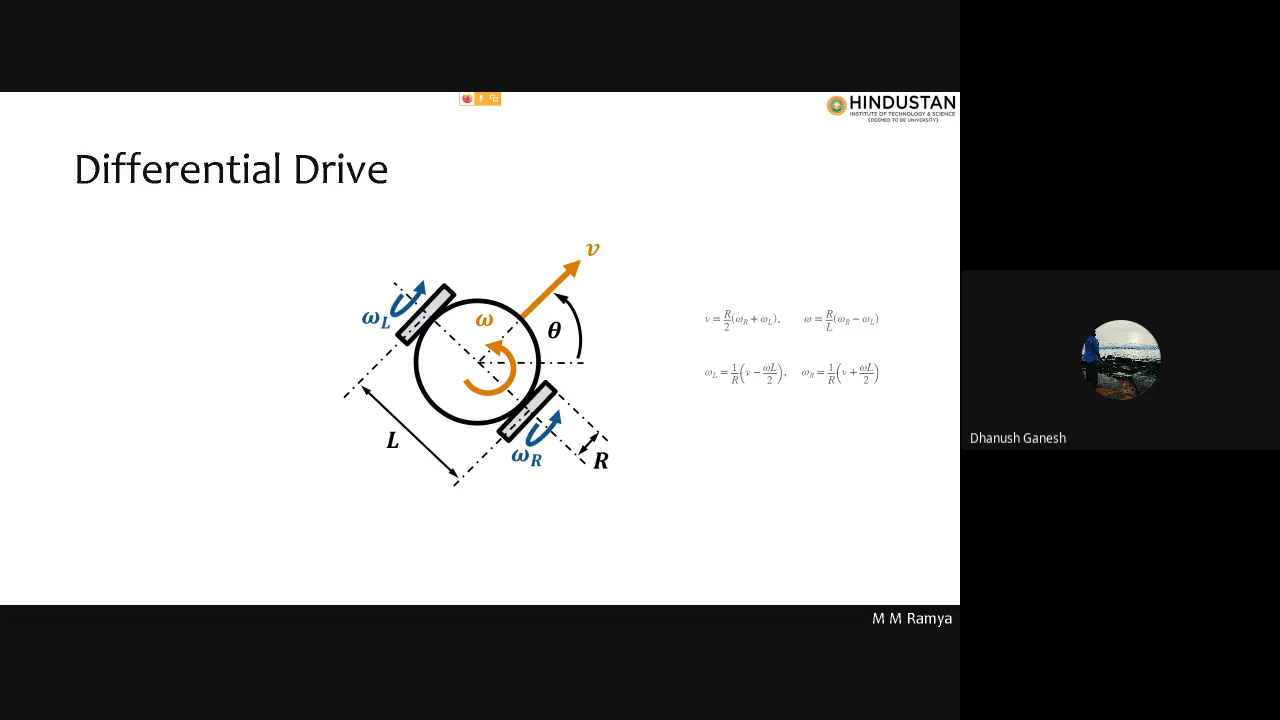 HINDUSTAN
INSTITUTE OF TECHNOLOGY & SCIENCE
(DEEMED TO BE UNIVERSITY)
Differential Drive
v
ω_L
ω
θ
v = R/2 (ω_R + ω_L), ω = R/L (ω_R − ω_L)
ω_L = 1/R (v − ωL/2), ω_R = 1/R (v + ωL/2)
L
ω_R
R
Dhanush Ganesh
M M Ramya